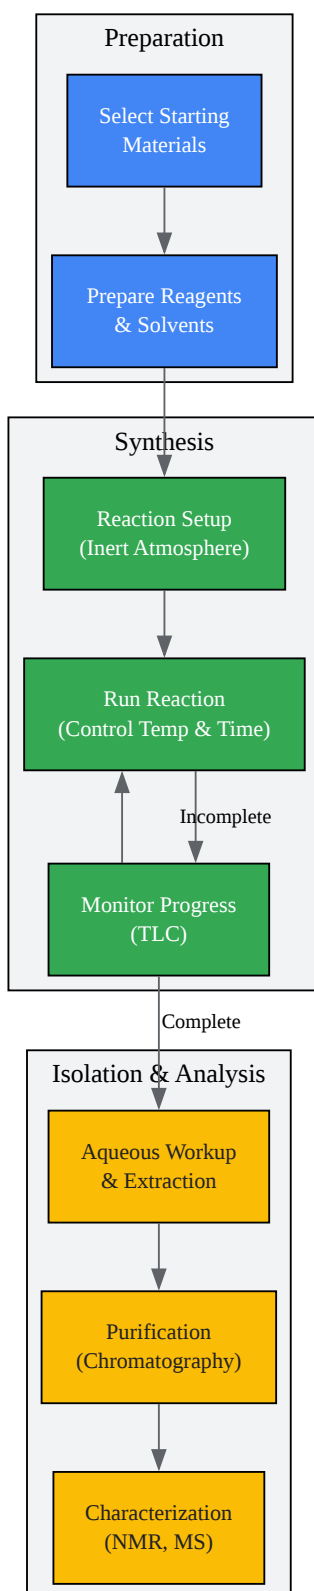 Preparation
Select Starting
Materials
Prepare Reagents
& Solvents
Synthesis
Reaction Setup
(Inert Atmosphere)
Run Reaction
(Control Temp & Time)
Incomplete
Monitor Progress
(TLC)
Complete
Isolation & Analysis
Aqueous Workup
& Extraction
Purification
(Chromatography)
Characterization
(NMR, MS)